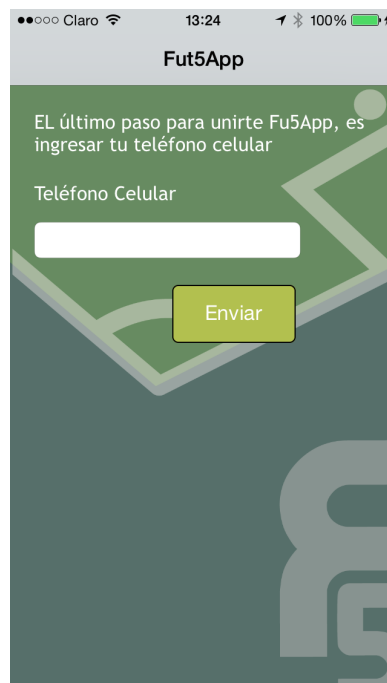 Claro 13:24 100%
Fut5App
EL último paso para unirte Fu5App, es
ingresar tu teléfono celular
Teléfono Celular
Enviar